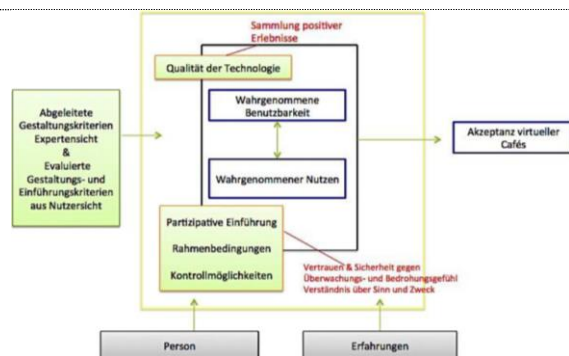 Sammlung positiver
Erlebnisse
Qualität der Technologie
Wahrgenommene
Benutzbarkeit
Abgeleitete
Gestaltungskriterien
Expertensicht
&
Evaluierte
Gestaltungs- und
Einführungskriterien
aus Nutzersicht
Akzeptanz virtueller
Cafés
Wahrgenommener Nutzen
Partizipative Einführung
Rahmenbedingungen
Kontrollmöglichkeiten
Vertrauen & Sicherheit gegen
Überwachungs- und Bedrohungsgefühl
Verständnis über Sinn und Zweck
Person
Erfahrungen